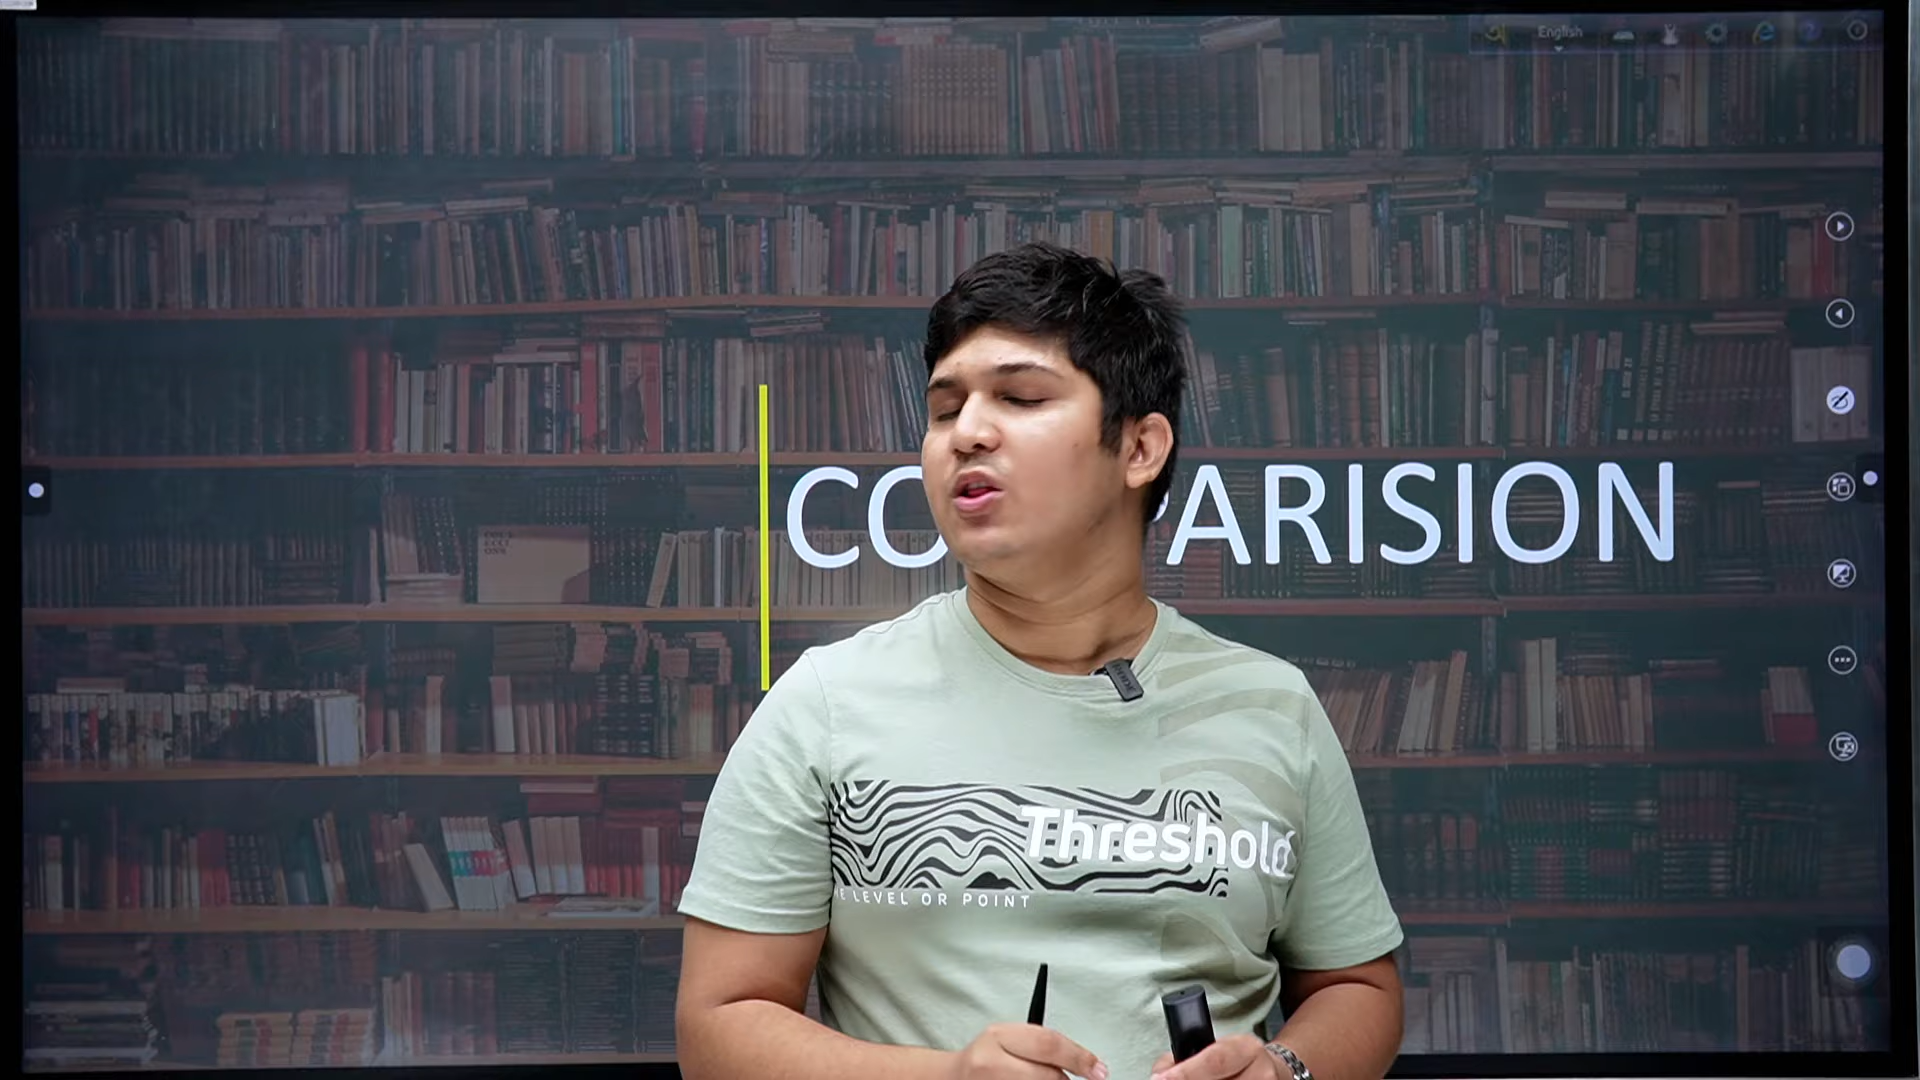 English
CO PARISION
Threshold
E LEVEL OR POINT